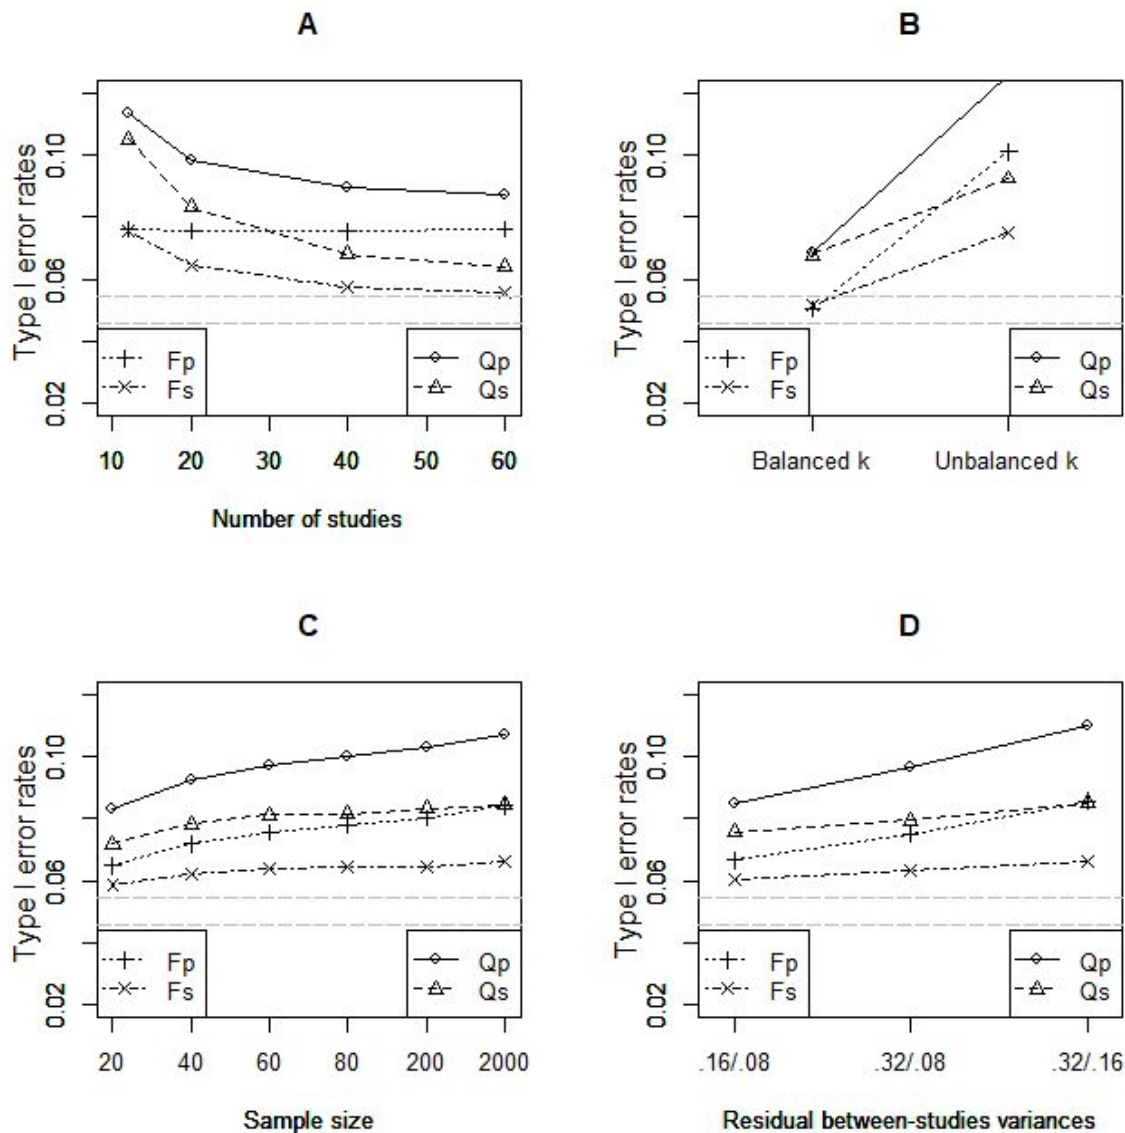 A
Type I error rates
0.02 0.06 0.10
Fp
Fs
Qp
Qs
10 20 30 40 50 60
Number of studies
B
Type I error rates
0.02 0.06 0.10
Fp
Fs
Qp
Qs
Balanced k Unbalanced k
C
Type I error rates
0.02 0.06 0.10
Fp
Fs
Qp
Qs
20 40 60 80 200 2000
Sample size
D
Type I error rates
0.02 0.06 0.10
Fp
Fs
Qp
Qs
.16/.08 .32/.08 .32/.16
Residual between-studies variances